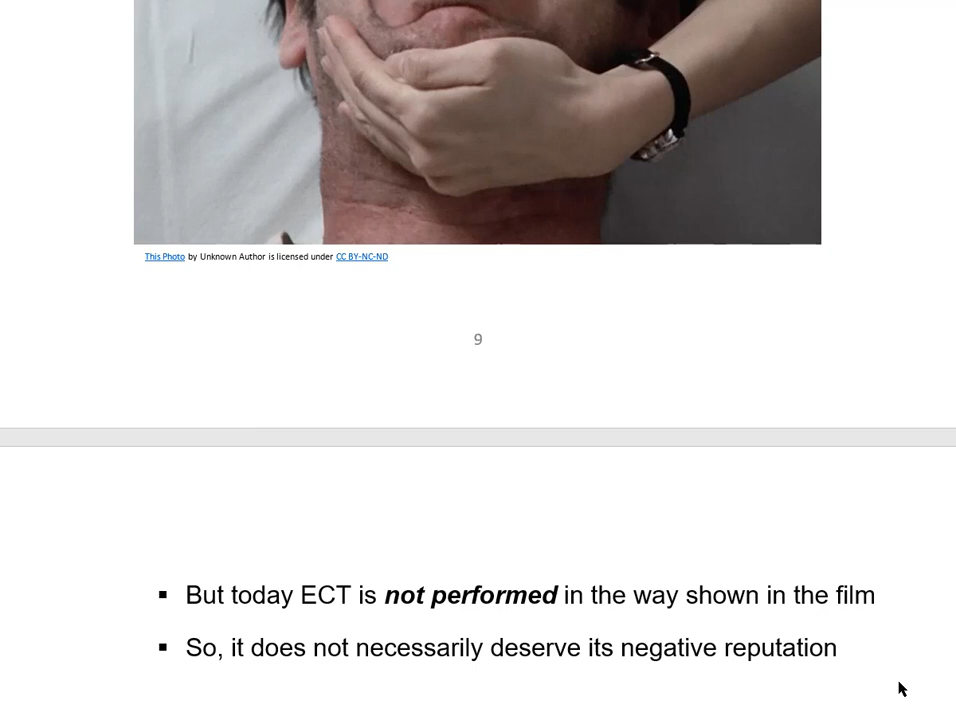 This Photo by Unknown Author is licensed under CC BY-NC-ND
9
▪ But today ECT is not performed in the way shown in the film
▪ So, it does not necessarily deserve its negative reputation